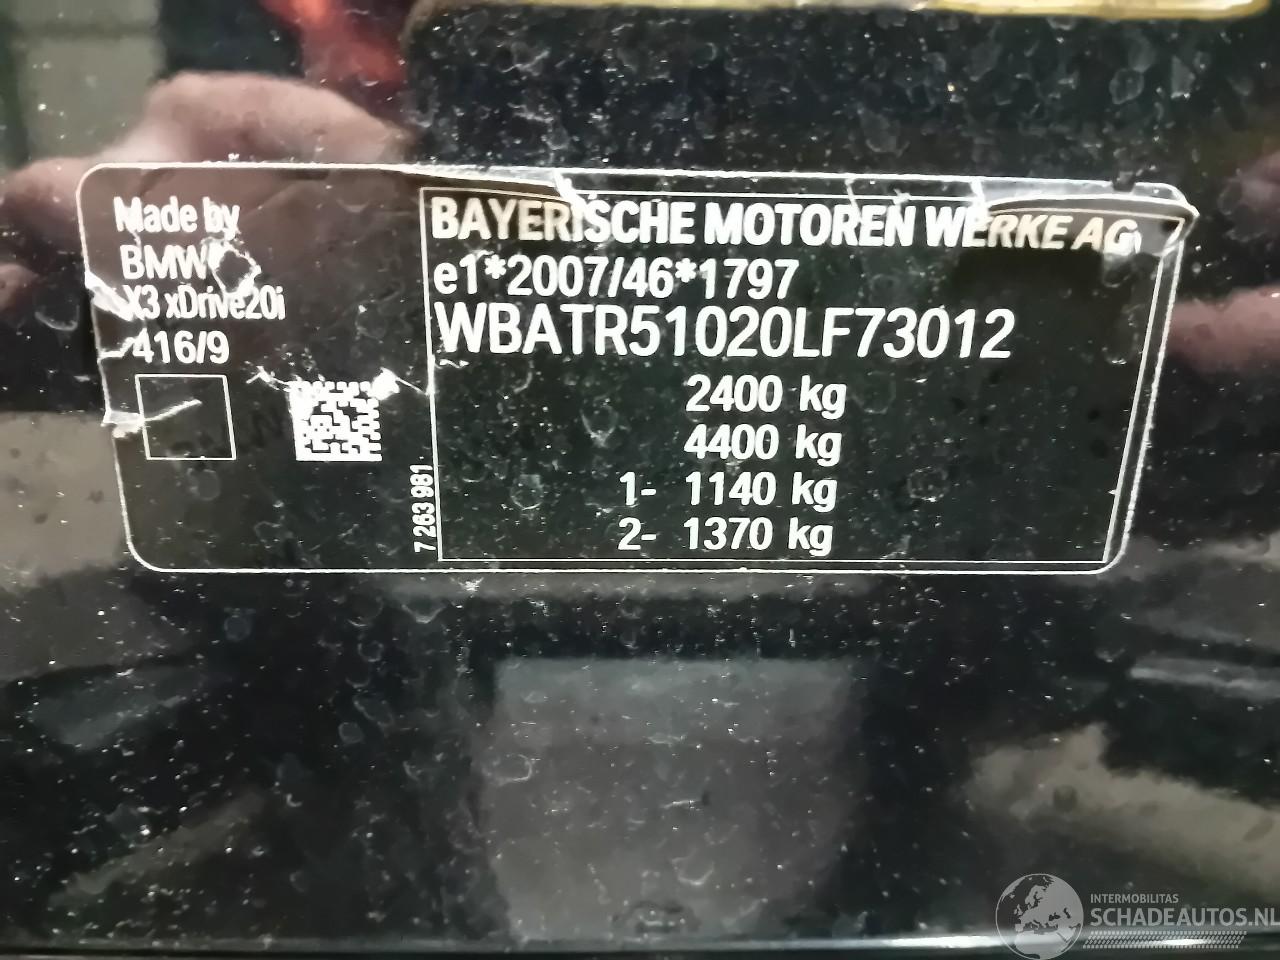 Made by
BMW
X3 xDrive20i
416/9
7 263 981
BAYERISCHE MOTOREN WERKE AG
e1*2007/46*1797
WBATR51020LF73012
2400 kg
4400 kg
1- 1140 kg
2- 1370 kg
INTERMOBILITAS
SCHADEAUTOS.NL